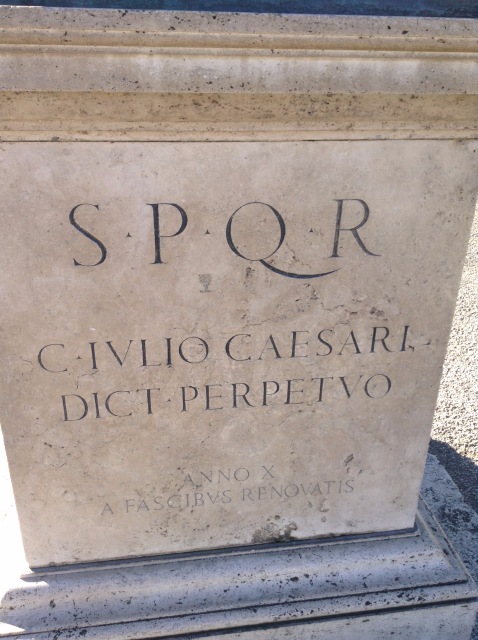 S·P·Q·R
C·IVLIO CAESARI
DICT·PERPETVO
ANNO X
A FASCIBVS RENOVATIS